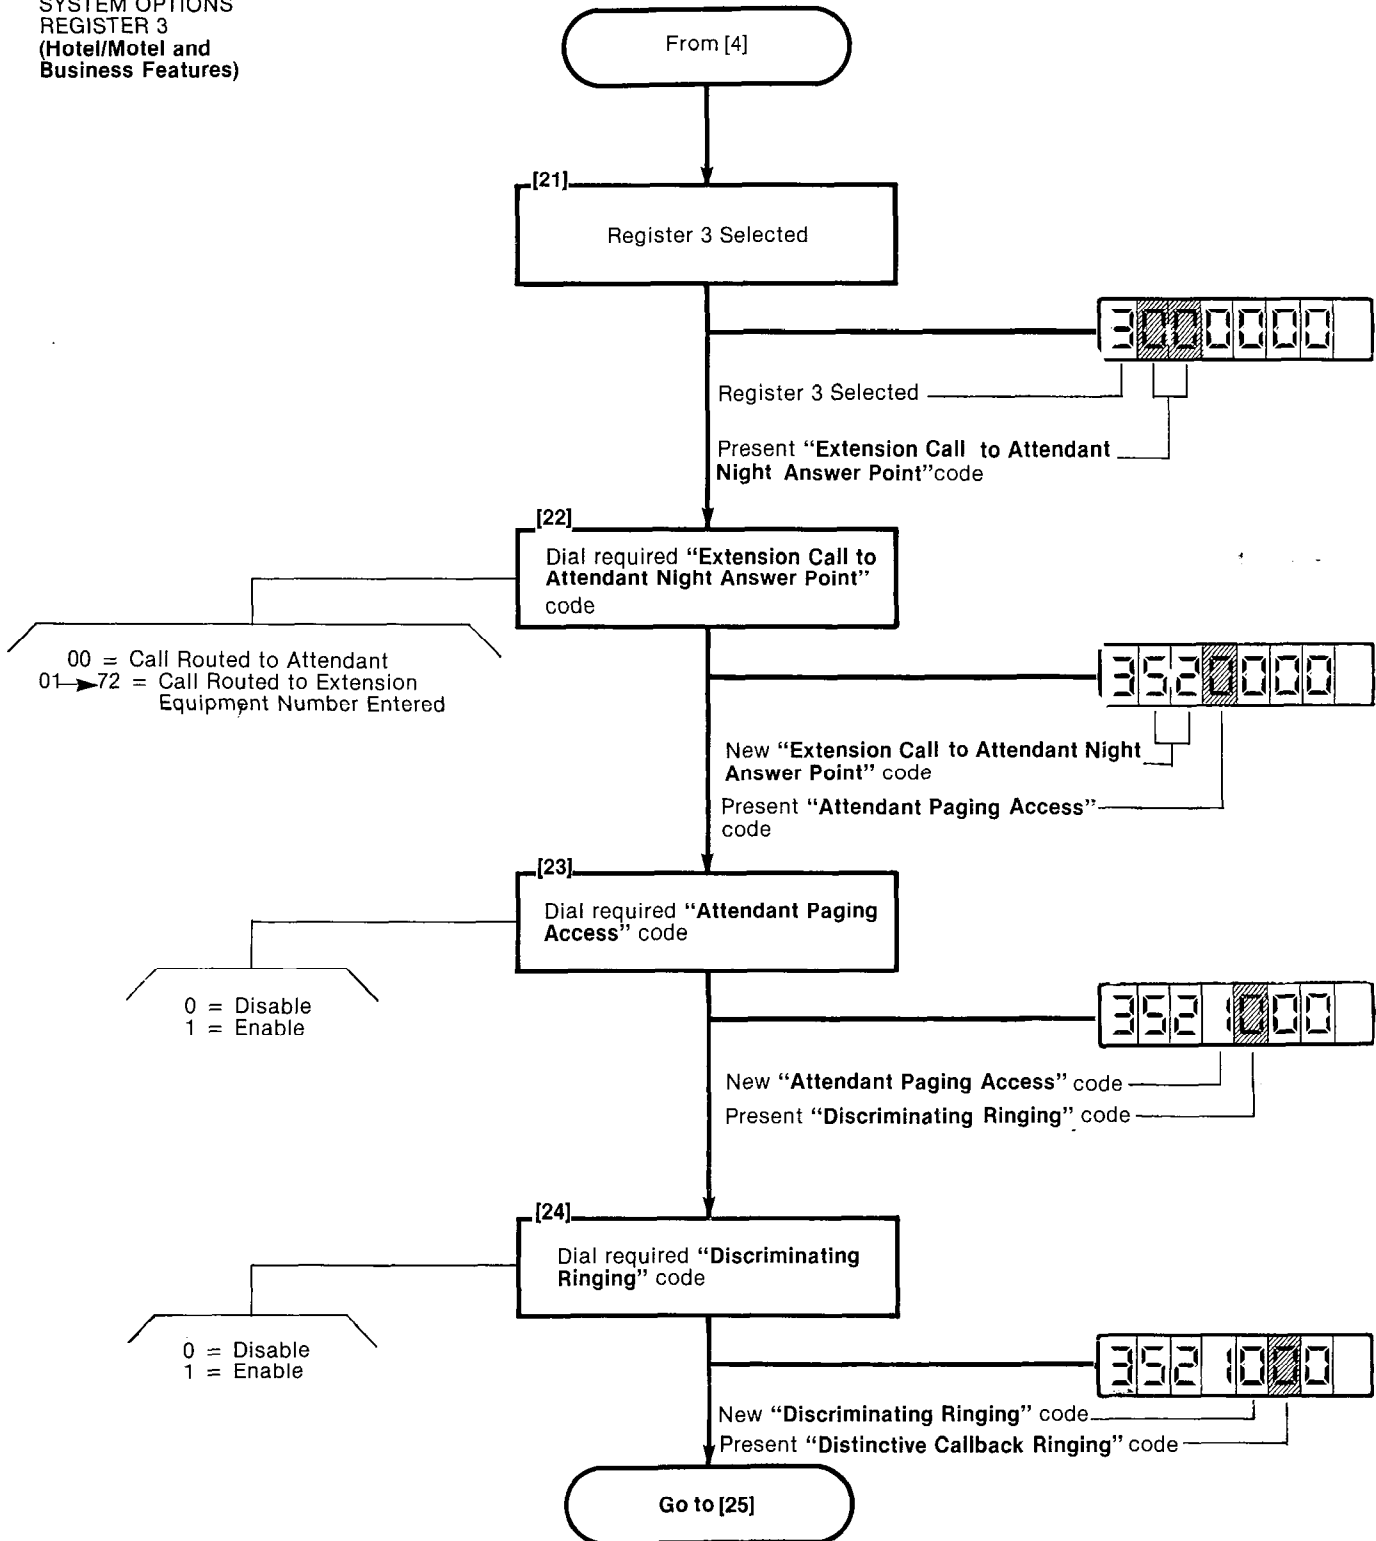 SYSTEM OPTIONS
REGISTER 3
(Hotel/Motel and
Business Features)
From [4]
[21]
Register 3 Selected
3000000
Register 3 Selected
Present “Extension Call to Attendant
Night Answer Point”code
[22]
Dial required “Extension Call to
Attendant Night Answer Point”
code
00 = Call Routed to Attendant
01→72 = Call Routed to Extension
Equipment Number Entered
3520000
New “Extension Call to Attendant Night
Answer Point” code
Present “Attendant Paging Access”
code
[23]
Dial required “Attendant Paging
Access” code
0 = Disable
1 = Enable
3521000
New “Attendant Paging Access” code
Present “Discriminating Ringing” code
[24]
Dial required “Discriminating
Ringing” code
0 = Disable
1 = Enable
3521000
New “Discriminating Ringing” code
Present “Distinctive Callback Ringing” code
Go to [25]